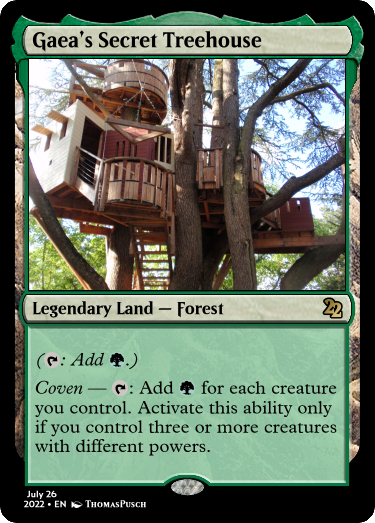 Gaea's Secret Treehouse
Legendary Land — Forest
22
(: Add .)
Coven — : Add for each creature
you control. Activate this ability only
if you control three or more creatures
with different powers.
July 26
2022 • EN ThomasPusch